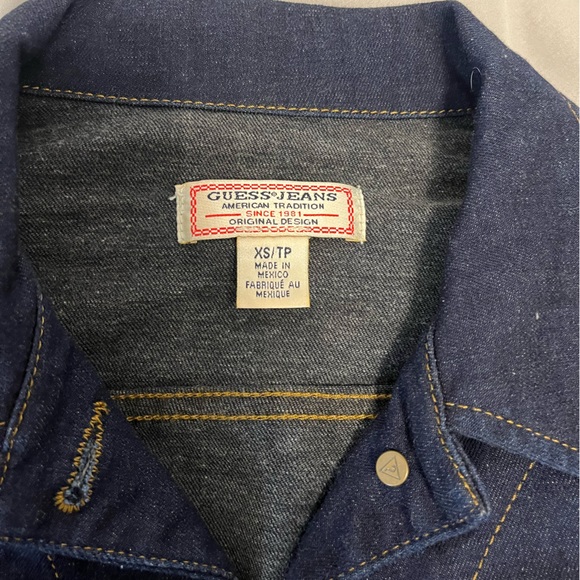 GUESS® JEANS
AMERICAN TRADITION
SINCE 1981
ORIGINAL DESIGN
XS/TP
MADE IN
MEXICO
FABRIQUÉ AU
MEXIQUE